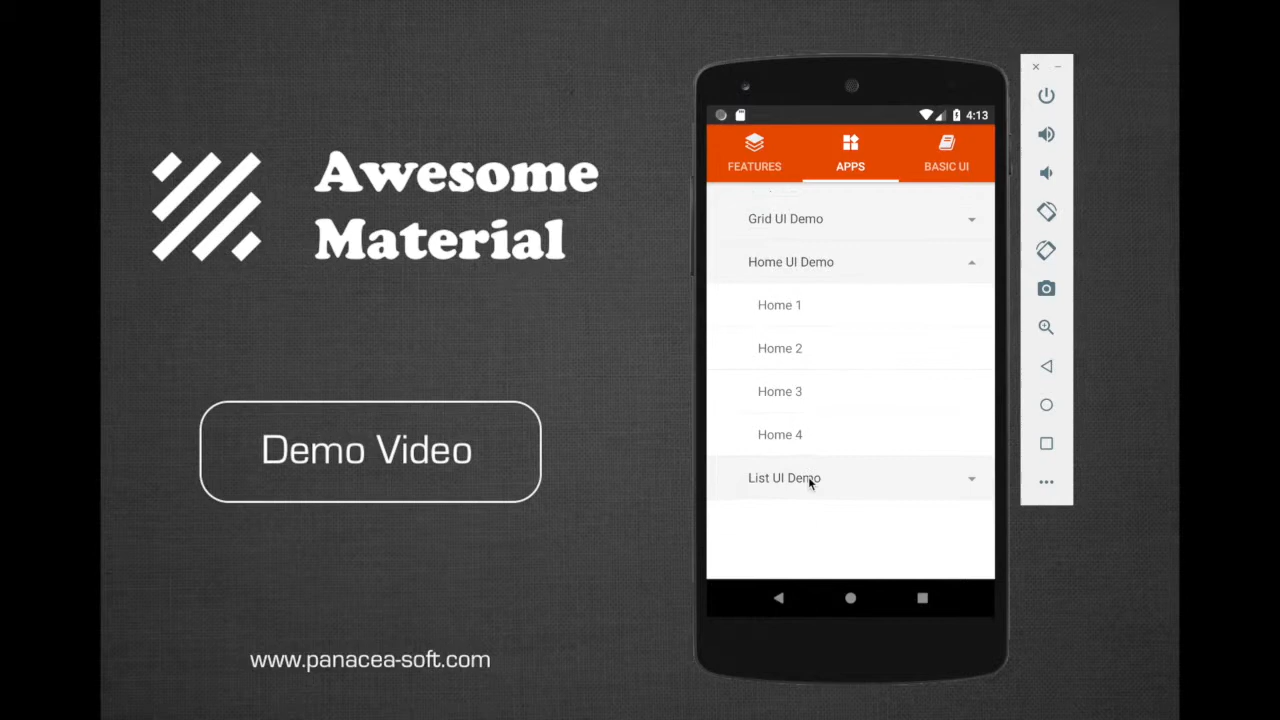 Awesome
Material
Demo Video
www.panacea-soft.com
4:13
FEATURES
APPS
BASIC UI
Grid UI Demo
Home UI Demo
Home 1
Home 2
Home 3
Home 4
List UI Demo